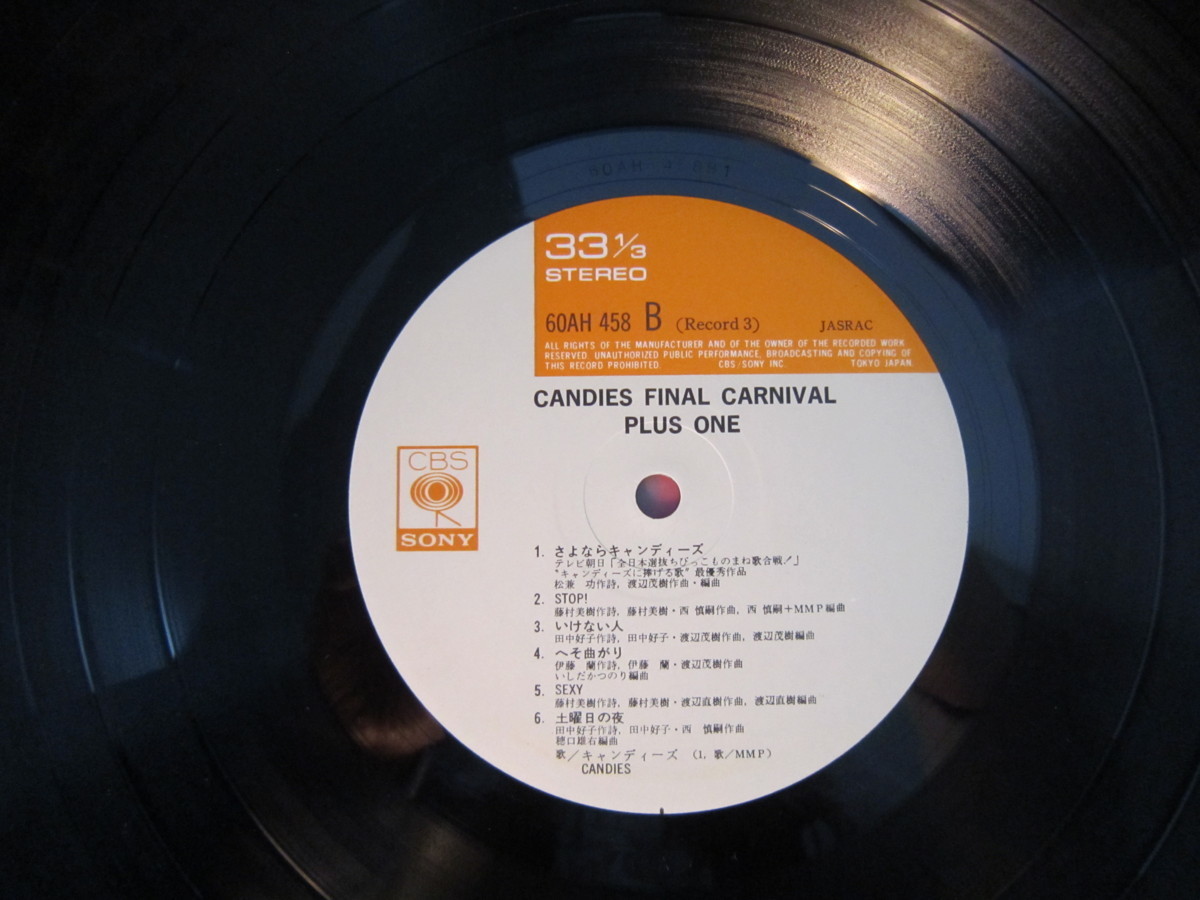 33 1/3
STEREO
60AH 458 B (Record 3) JASRAC
ALL RIGHTS OF THE MANUFACTURER AND OF THE OWNER OF THE RECORDED WORK
RESERVED. UNAUTHORIZED PUBLIC PERFORMANCE, BROADCASTING AND COPYING OF
THIS RECORD PROHIBITED. CBS/SONY INC. TOKYO JAPAN.
CANDIES FINAL CARNIVAL
PLUS ONE
CBS
SONY
1. さよならキャンディーズ
テレビ朝日「全日本選抜ちびっこものまね歌合戦!」
"キャンディーズに捧げる歌" 最優秀作品
松兼 功作詩, 渡辺茂樹作曲・編曲
2. STOP!
藤村美樹作詩, 藤村美樹・西 慎嗣作曲, 西 慎嗣+MMP編曲
3. いけない人
田中好子作詩, 田中好子・渡辺茂樹作曲, 渡辺茂樹編曲
4. へそ曲がり
伊藤 蘭作詩, 伊藤 蘭・渡辺茂樹作曲
いしだかつのり編曲
5. SEXY
藤村美樹作詩, 藤村美樹・渡辺直樹作曲, 渡辺直樹編曲
6. 土曜日の夜
田中好子作詩, 田中好子・西 慎嗣作曲
穂口雄右編曲
歌/キャンディーズ (1. 歌/MMP)
CANDIES